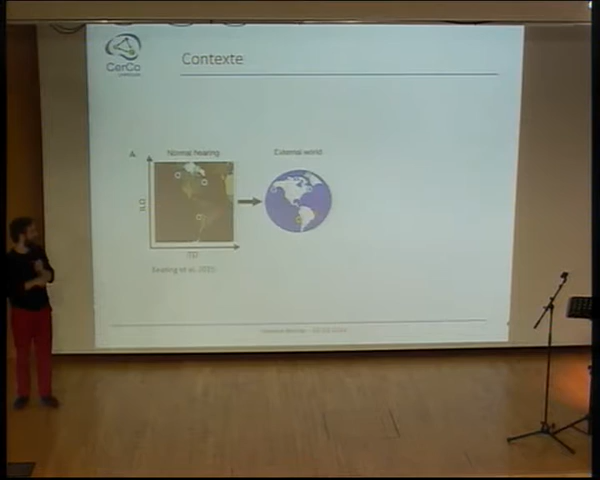 CerCo
Contexte
A.
Normal hearing
External world
ILD
ITD
Keating et al, 2015